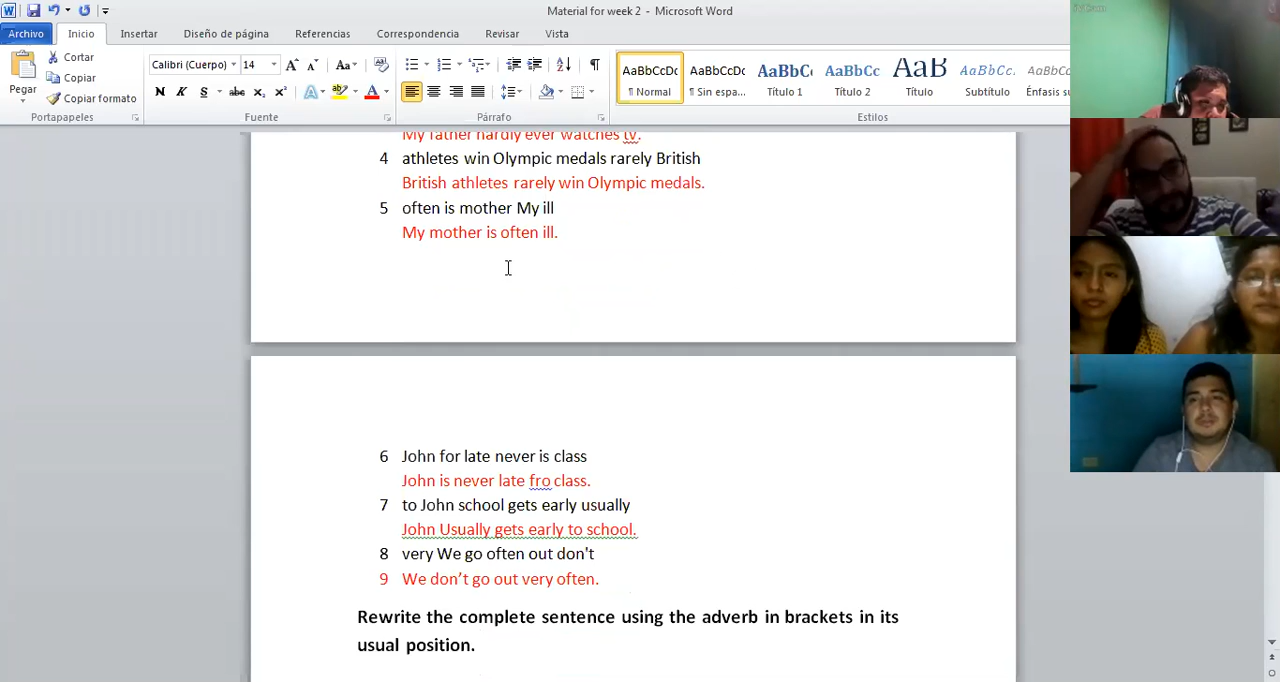 Material for week 2 - Microsoft Word
Archivo Inicio Insertar Diseño de página Referencias Correspondencia Revisar Vista
Cortar
Copiar
Copiar formato
Pegar
Portapapeles
Calibri (Cuerpo) 14
N K S abc
Fuente
Párrafo
AaBbCcDc AaBbCcDc AaBbC AaBbCc AaB AaBbCc AaBbCc
¶ Normal ¶ Sin espa... Título 1 Título 2 Título Subtítulo Énfasis
Estilos
My father hardly ever watches tv.
4 athletes win Olympic medals rarely British
British athletes rarely win Olympic medals.
5 often is mother My ill
My mother is often ill.
6 John for late never is class
John is never late fro class.
7 to John school gets early usually
John Usually gets early to school.
8 very We go often out don't
9 We don’t go out very often.
Rewrite the complete sentence using the adverb in brackets in its
usual position.